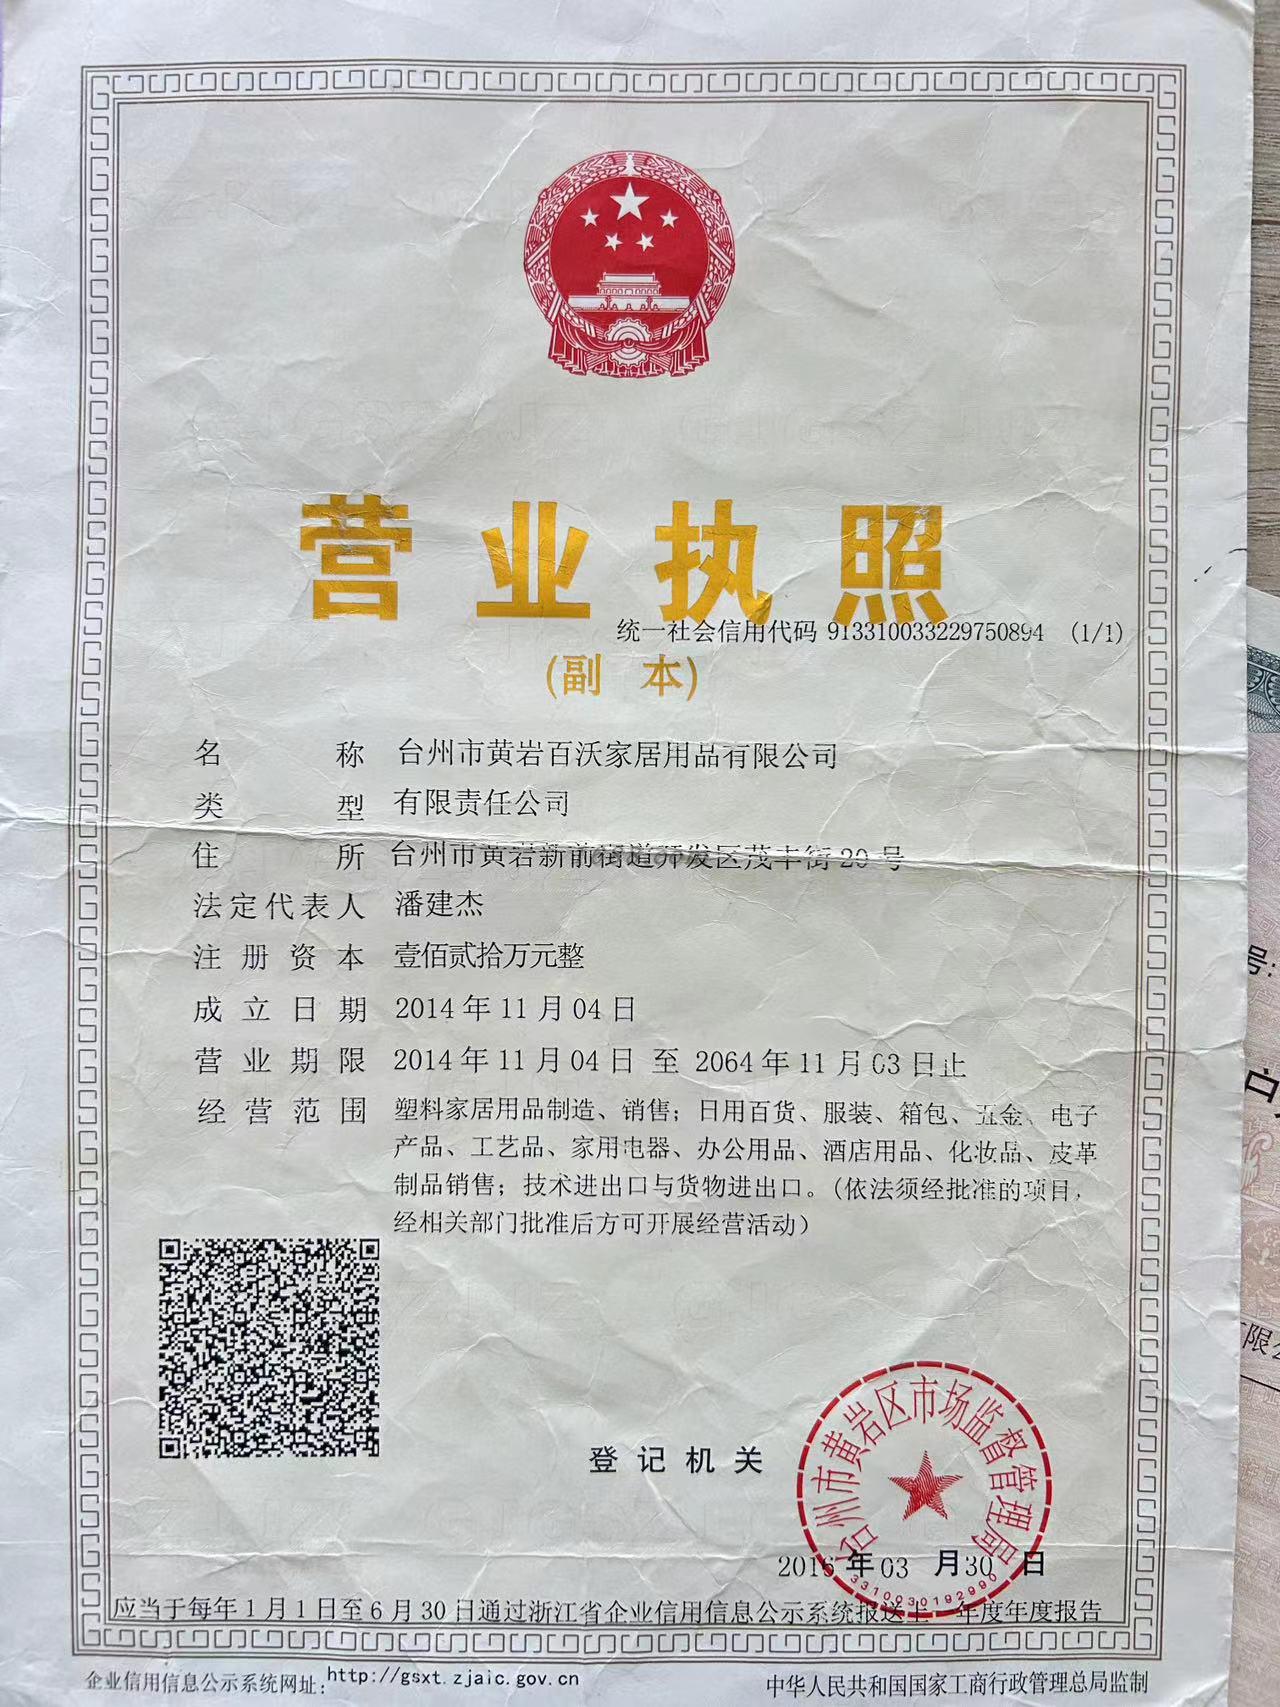 营业执照
统一社会信用代码 913310033229750894 (1/1)
(副 本)
名 称 台州市黄岩百沃家居用品有限公司
类 型 有限责任公司
住 所 台州市黄岩新前街道开发区茂丰街20号
法定代表人 潘建杰
注册资本 壹佰贰拾万元整
成立日期 2014年11月04日
营业期限 2014年11月04日 至 2064年11月03日止
经营范围 塑料家居用品制造、销售；日用百货、服装、箱包、五金、电子
产品、工艺品、家用电器、办公用品、酒店用品、化妆品、皮革
制品销售；技术进出口与货物进出口。(依法须经批准的项目，
经相关部门批准后方可开展经营活动)
登记机关
台州市黄岩区市场监督管理局
2016年03月30日
3310030192990
应当于每年1月1日至6月30日通过浙江省企业信用信息公示系统报送上一年度年度报告
企业信用信息公示系统网址：http://gsxt.zjaic.gov.cn
中华人民共和国国家工商行政管理总局监制
号:
有限公